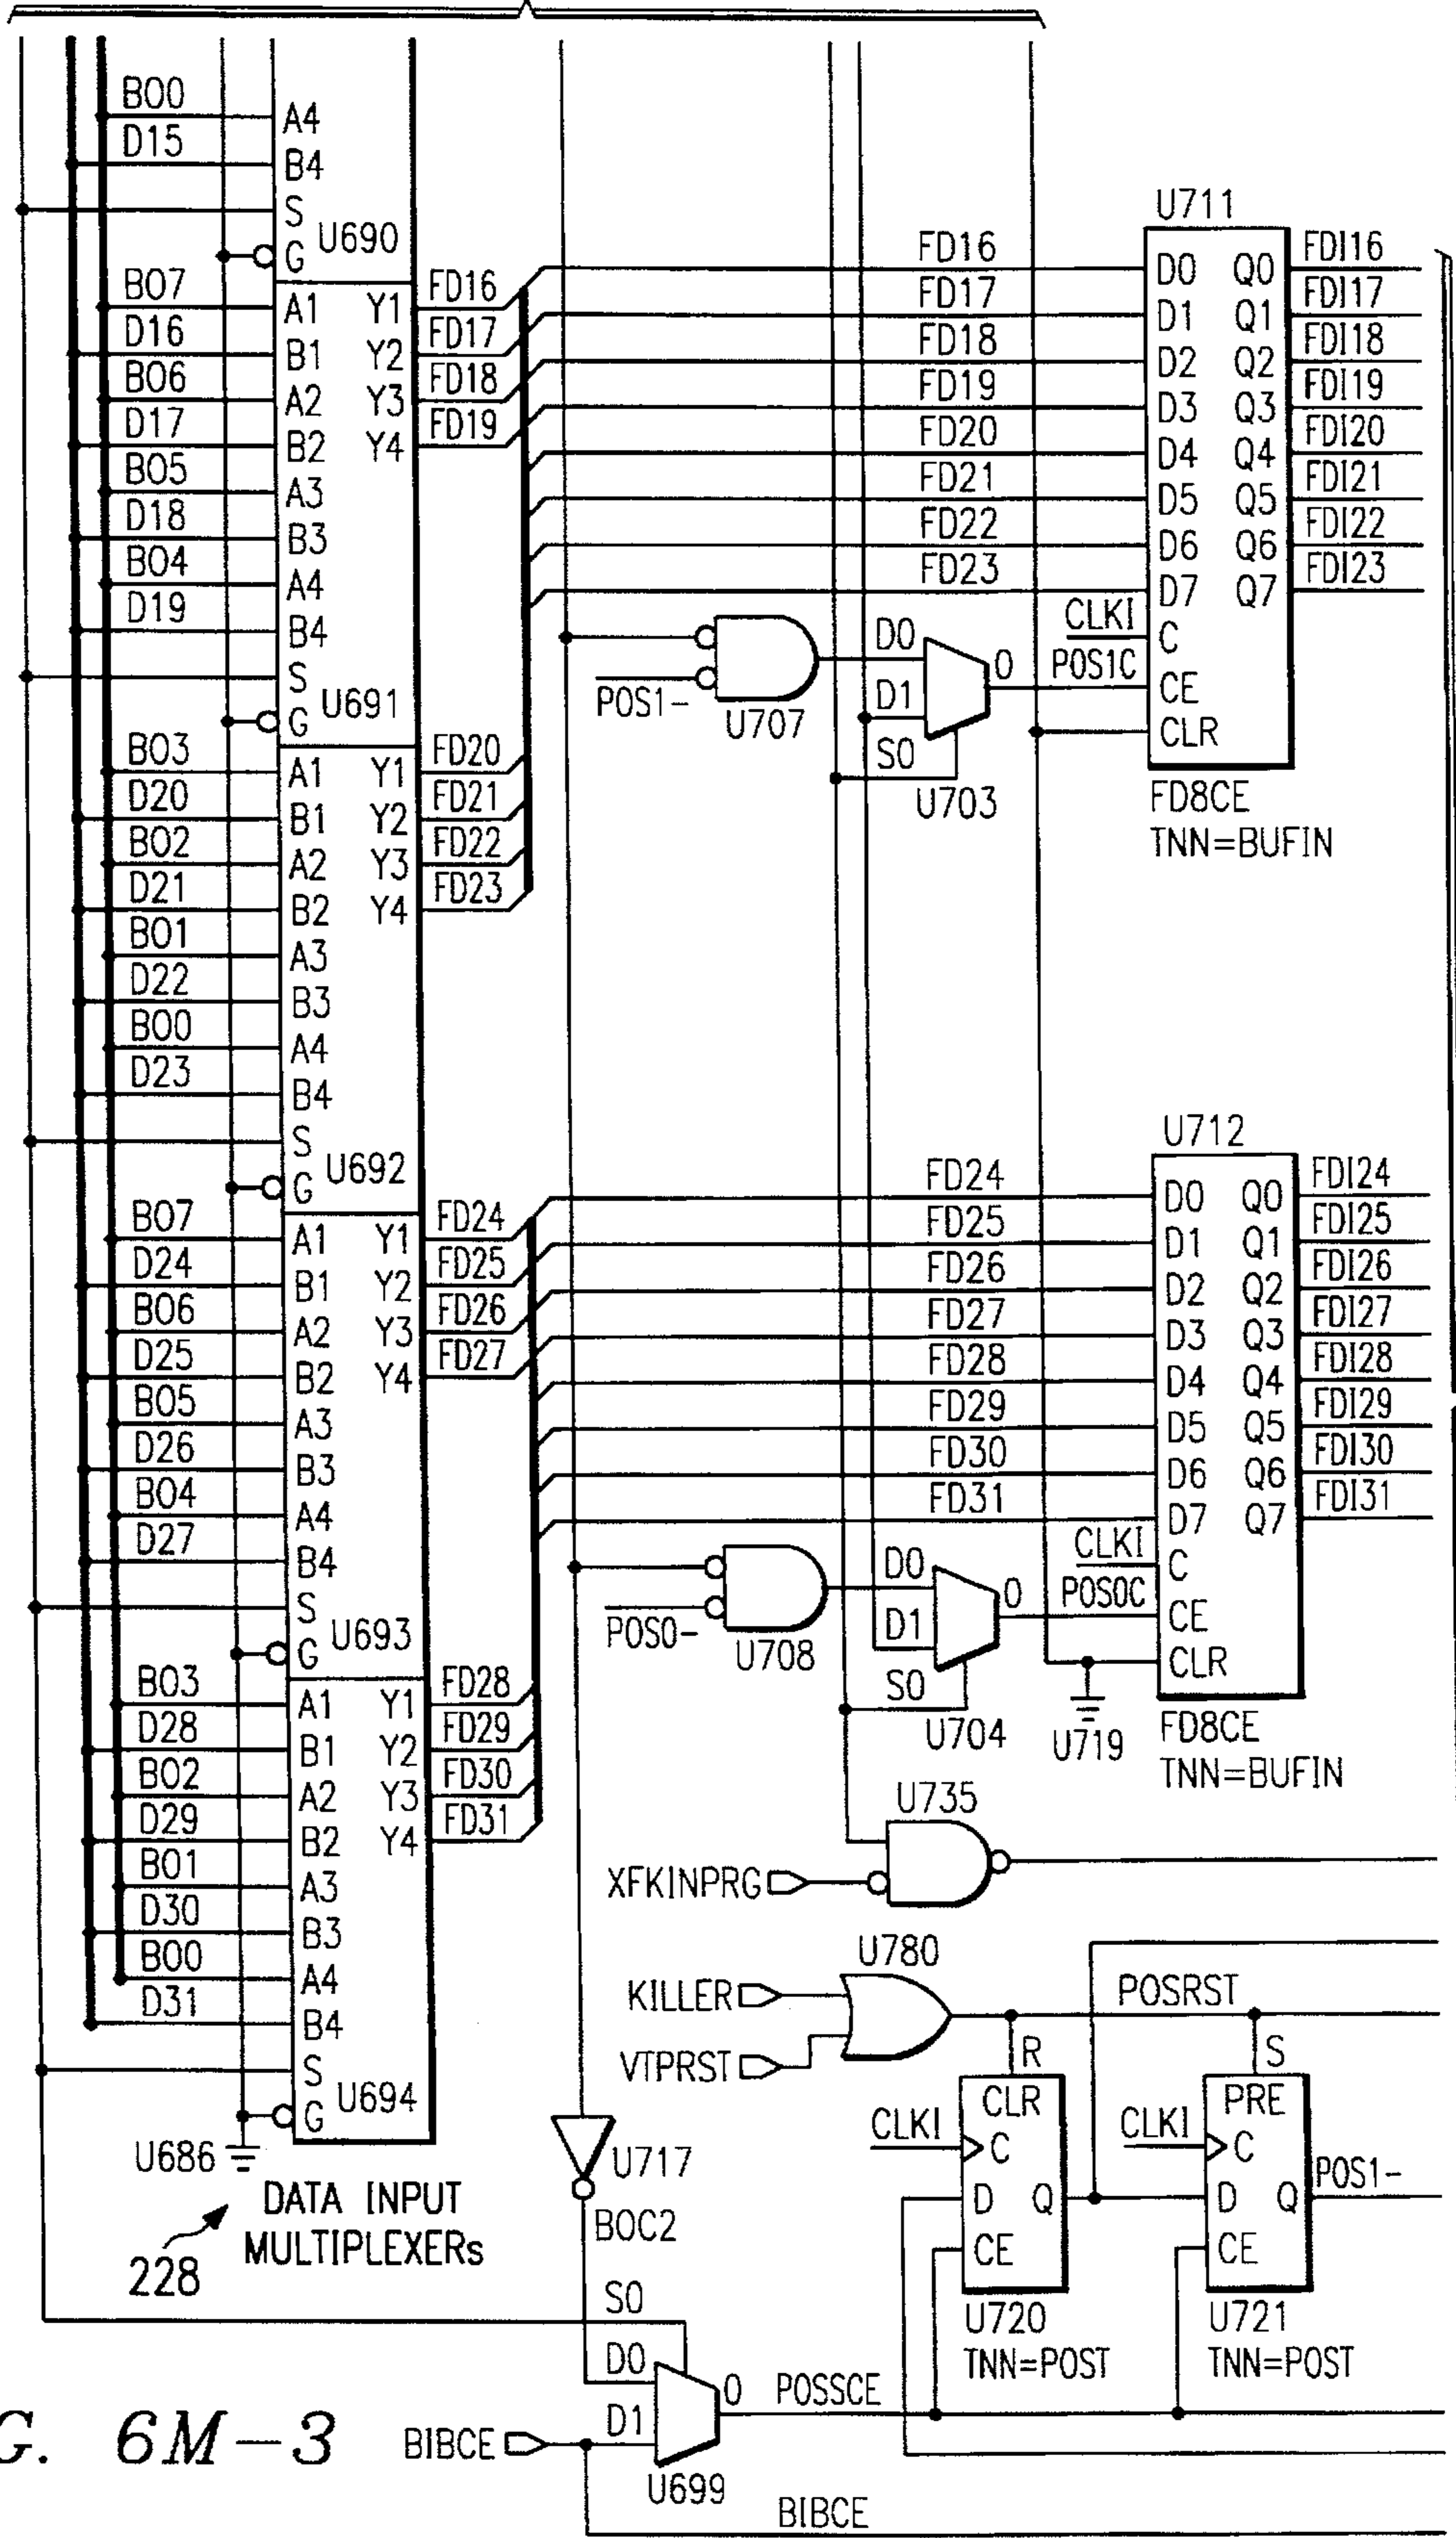 B00
A4
D15
B4
S
U690
G
B07
A1 Y1 FD16
D16
B1 Y2 FD17
B06
A2 Y3 FD18
D17
B2 Y4 FD19
B05
A3
D18
B3
B04
A4
D19
B4
S
U691
G
B03
A1 Y1 FD20
D20
B1 Y2 FD21
B02
A2 Y3 FD22
D21
B2 Y4 FD23
B01
A3
D22
B3
B00
A4
D23
B4
S
U692
G
B07
A1 Y1 FD24
D24
B1 Y2 FD25
B06
A2 Y3 FD26
D25
B2 Y4 FD27
B05
A3
D26
B3
B04
A4
D27
B4
S
U693
G
B03
A1 Y1 FD28
D28
B1 Y2 FD29
B02
A2 Y3 FD30
D29
B2 Y4 FD31
B01
A3
D30
B3
B00
A4
D31
B4
S
U694
G
U686
DATA INPUT
MULTIPLEXERs
228
U711
FD16 D0 Q0 FDI16
FD17 D1 Q1 FDI17
FD18 D2 Q2 FDI18
FD19 D3 Q3 FDI19
FD20 D4 Q4 FDI20
FD21 D5 Q5 FDI21
FD22 D6 Q6 FDI22
FD23 D7 Q7 FDI23
CLKI C
POS1C CE
CLR
FD8CE
TNN=BUFIN
POS1-
U707
D0
D1
S0
O
U703
U712
FD24 D0 Q0 FDI24
FD25 D1 Q1 FDI25
FD26 D2 Q2 FDI26
FD27 D3 Q3 FDI27
FD28 D4 Q4 FDI28
FD29 D5 Q5 FDI29
FD30 D6 Q6 FDI30
FD31 D7 Q7 FDI31
CLKI C
POS0C CE
CLR
FD8CE
TNN=BUFIN
POS0-
U708
D0
D1
S0
O
U704
U719
U735
XFKINPRG
U780
KILLER
VTPRST
POSRST
R
CLR
CLKI C
D Q
CE
U720
TNN=POST
S
PRE
CLKI C
D Q POS1-
CE
U721
TNN=POST
U717
BOC2
S0
D0
D1
O
POSSCE
BIBCE
U699
BIBCE
G. 6M-3